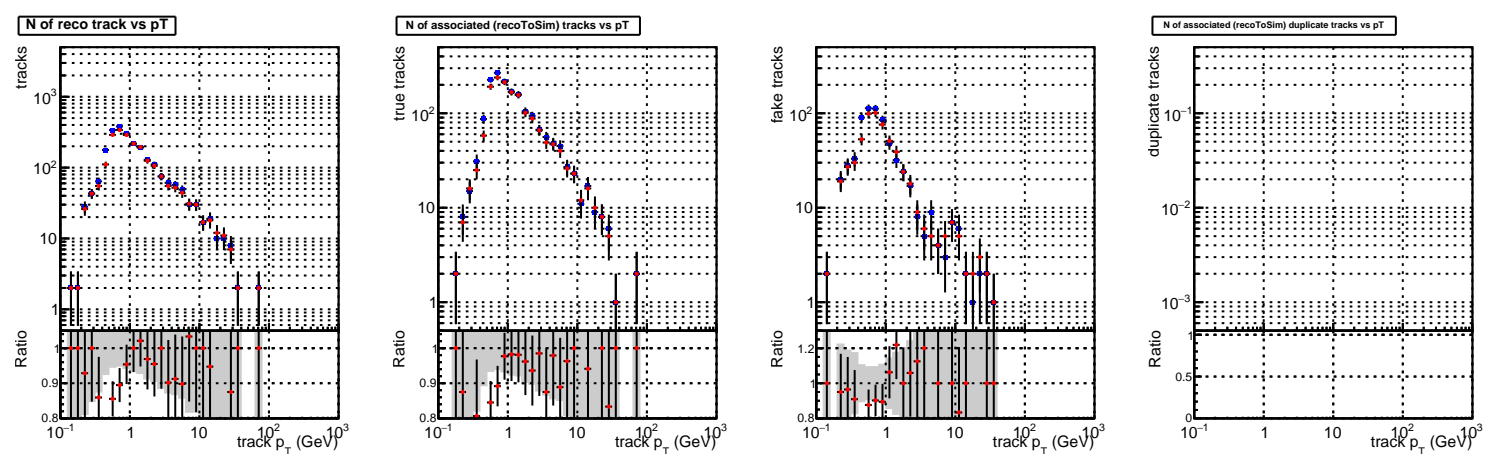 N of reco track vs pT
tracks
10³
10²
10
1
Ratio
1
0.9
0.8
10⁻¹ 1 10 10² 10³
track p_T (GeV)
N of associated (recoToSim) tracks vs pT
true tracks
10²
10
1
Ratio
1
0.9
0.8
10⁻¹ 1 10 10² 10³
track p_T (GeV)
fake tracks
10²
10
1
Ratio
1.2
1
0.8
10⁻¹ 1 10 10² 10³
track p_T (GeV)
N of associated (recoToSim) duplicate tracks vs pT
duplicate tracks
10⁻¹
10⁻²
10⁻³
Ratio
1
0.5
0
10⁻¹ 1 10 10² 10³
track p_T (GeV)